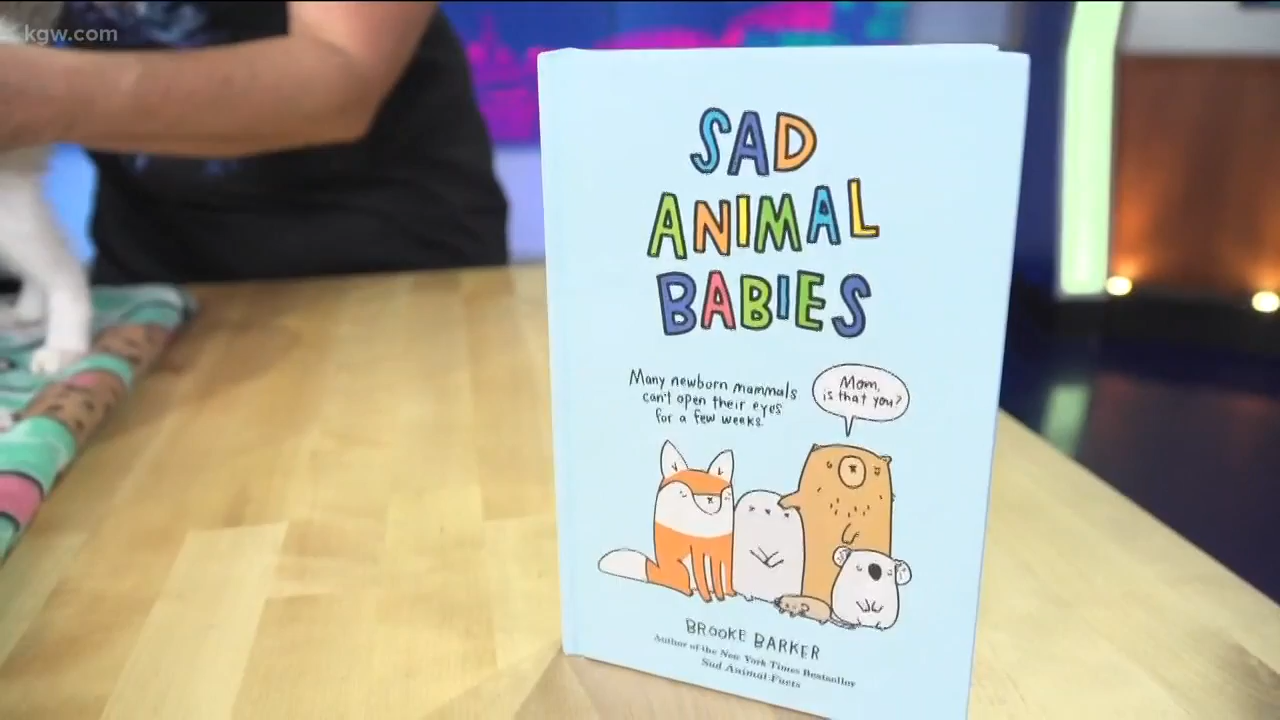 kgw.com
SAD
ANIMAL
BABIES
Many newborn mammals
can't open their eyes
for a few weeks.
Mom,
is that you?
BROOKE BARKER
Author of the New York Times Bestseller
Sad Animal Facts